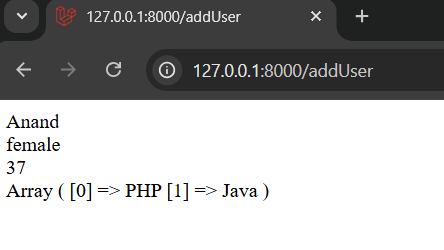 127.0.0.1:8000/addUser
127.0.0.1:8000/addUser
Anand
female
37
Array ( [0] => PHP [1] => Java )